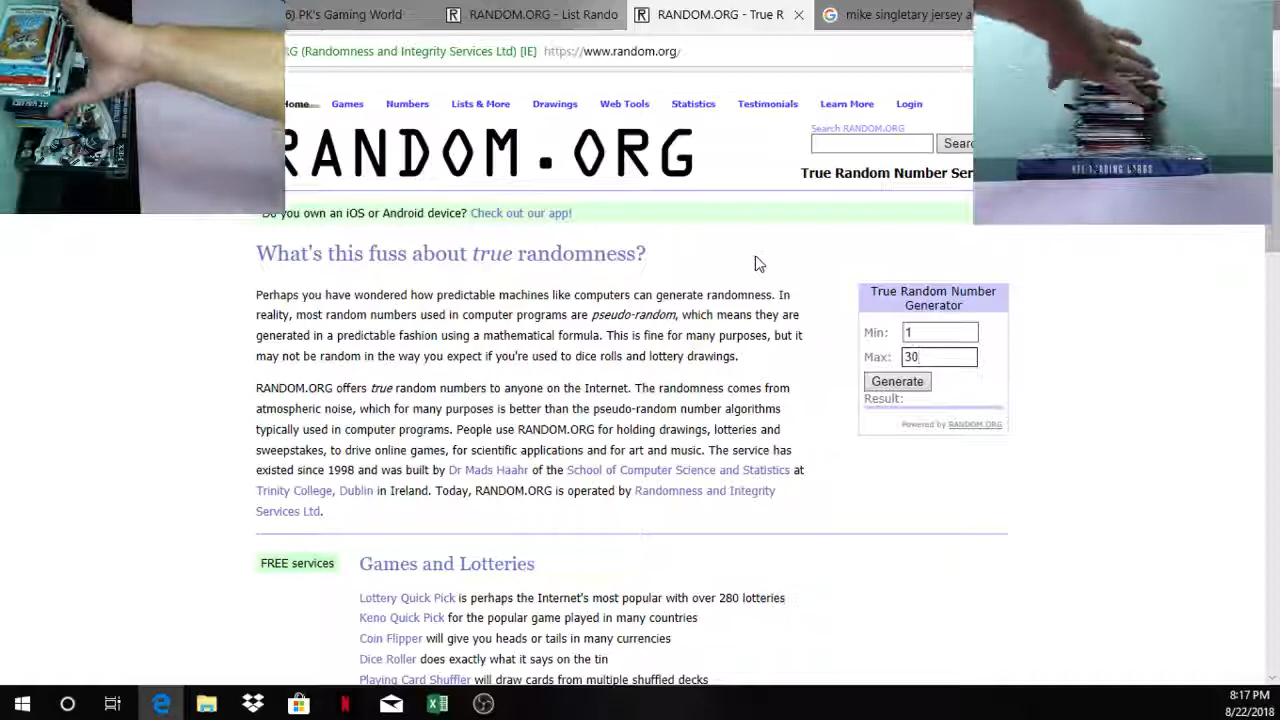 6) PK's Gaming World
RANDOM.ORG - List Rando
RANDOM.ORG - True R
mike singletary jersey a
RG (Randomness and Integrity Services Ltd) [IE] https://www.random.org/
Home Games Numbers Lists & More Drawings Web Tools Statistics Testimonials Learn More Login
RANDOM.ORG
Search RANDOM.ORG
Searc
True Random Number Ser
NFL TRADING CARDS
Do you own an iOS or Android device? Check out our app!
What's this fuss about true randomness?
Perhaps you have wondered how predictable machines like computers can generate randomness. In
reality, most random numbers used in computer programs are pseudo-random, which means they are
generated in a predictable fashion using a mathematical formula. This is fine for many purposes, but it
may not be random in the way you expect if you're used to dice rolls and lottery drawings.
RANDOM.ORG offers true random numbers to anyone on the Internet. The randomness comes from
atmospheric noise, which for many purposes is better than the pseudo-random number algorithms
typically used in computer programs. People use RANDOM.ORG for holding drawings, lotteries and
sweepstakes, to drive online games, for scientific applications and for art and music. The service has
existed since 1998 and was built by Dr Mads Haahr of the School of Computer Science and Statistics at
Trinity College, Dublin in Ireland. Today, RANDOM.ORG is operated by Randomness and Integrity
Services Ltd.
True Random Number
Generator
Min: 1
Max: 30
Generate
Result:
Powered by RANDOM.ORG
FREE services
Games and Lotteries
Lottery Quick Pick is perhaps the Internet's most popular with over 280 lotteries
Keno Quick Pick for the popular game played in many countries
Coin Flipper will give you heads or tails in many currencies
Dice Roller does exactly what it says on the tin
Playing Card Shuffler will draw cards from multiple shuffled decks
8:17 PM
8/22/2018